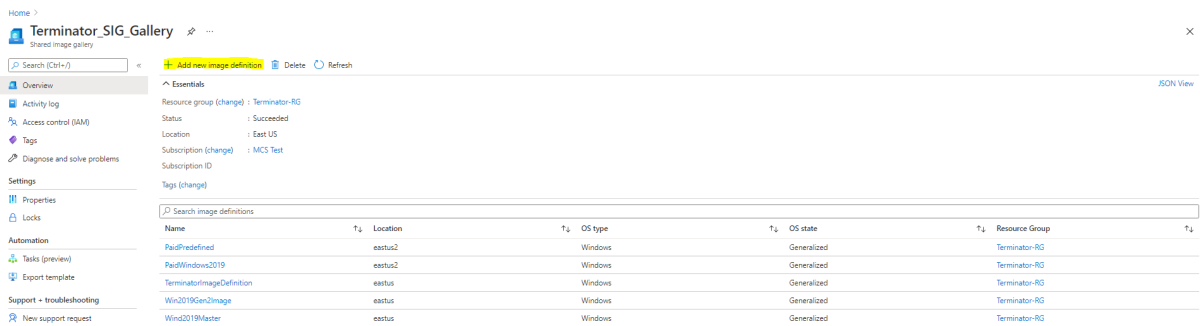 Home >
Terminator_SIG_Gallery ...
Shared image gallery
Search (Ctrl+/) «
Overview
Activity log
Access control (IAM)
Tags
Diagnose and solve problems
Settings
Properties
Locks
Automation
Tasks (preview)
Export template
Support + troubleshooting
New support request
+ Add new image definition Delete Refresh
Essentials JSON View
Resource group (change) : Terminator-RG
Status : Succeeded
Location : East US
Subscription (change) : MCS Test
Subscription ID
Tags (change)
Search image definitions
Name ↑↓ Location ↑↓ OS type ↑↓ OS state ↑↓ Resource Group ↑↓
PaidPredefined eastus2 Windows Generalized Terminator-RG
PaidWindows2019 eastus2 Windows Generalized Terminator-RG
TerminatorImageDefinition eastus Windows Generalized Terminator-RG
Win2019Gen2Image eastus Windows Generalized Terminator-RG
Wind2019Master eastus Windows Generalized Terminator-RG